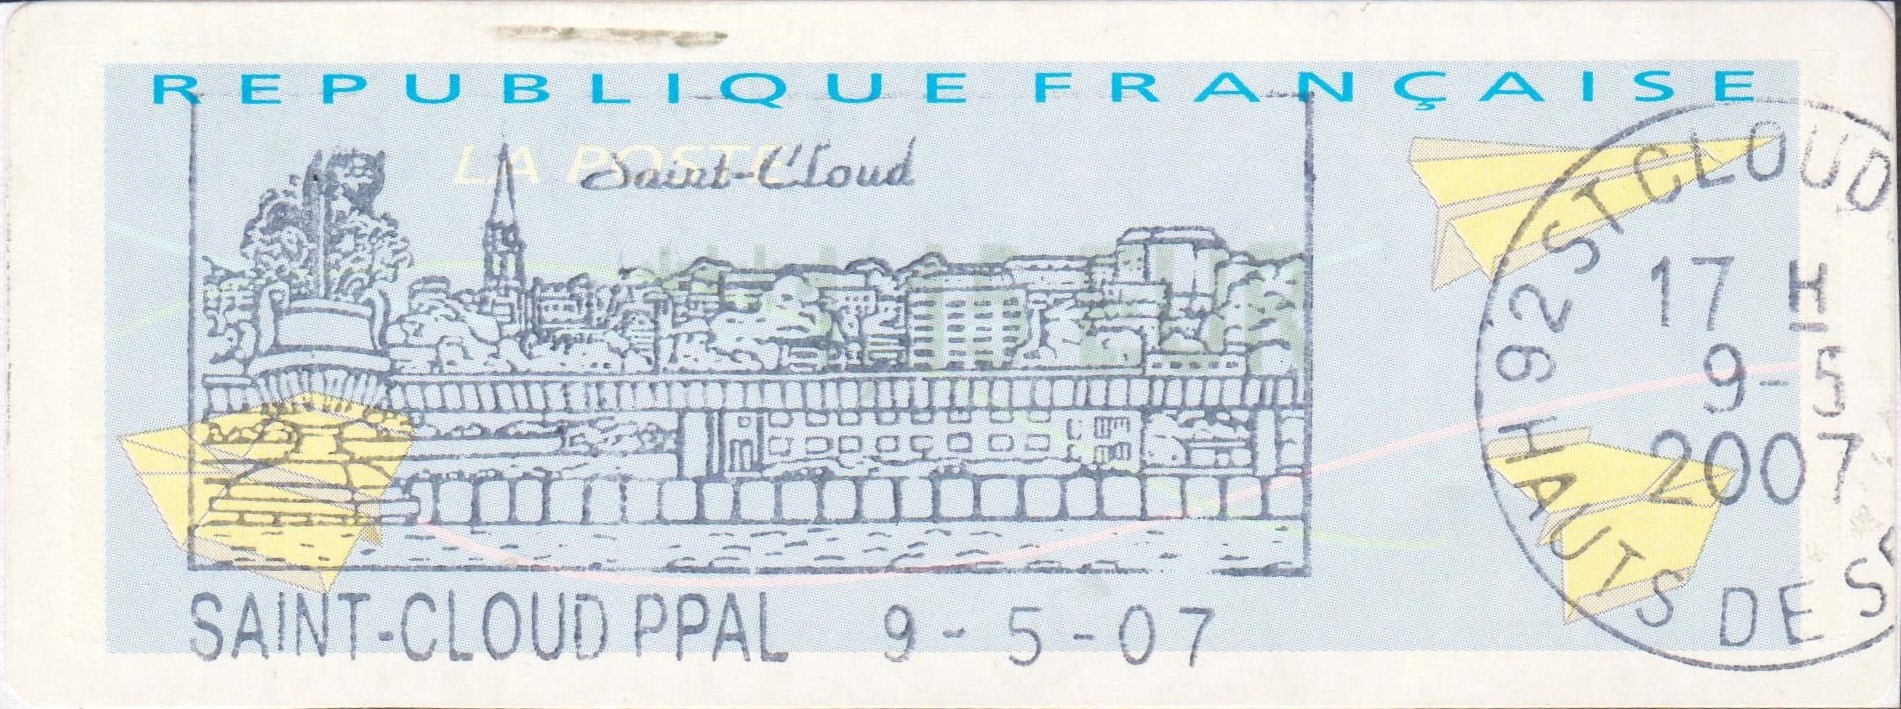 REPUBLIQUE FRANÇAISE
LA POSTE
Saint-Cloud
92 ST CLOUD
17 H
9-5
2007
HAUTS DE
SAINT-CLOUD PPAL 9-5-07